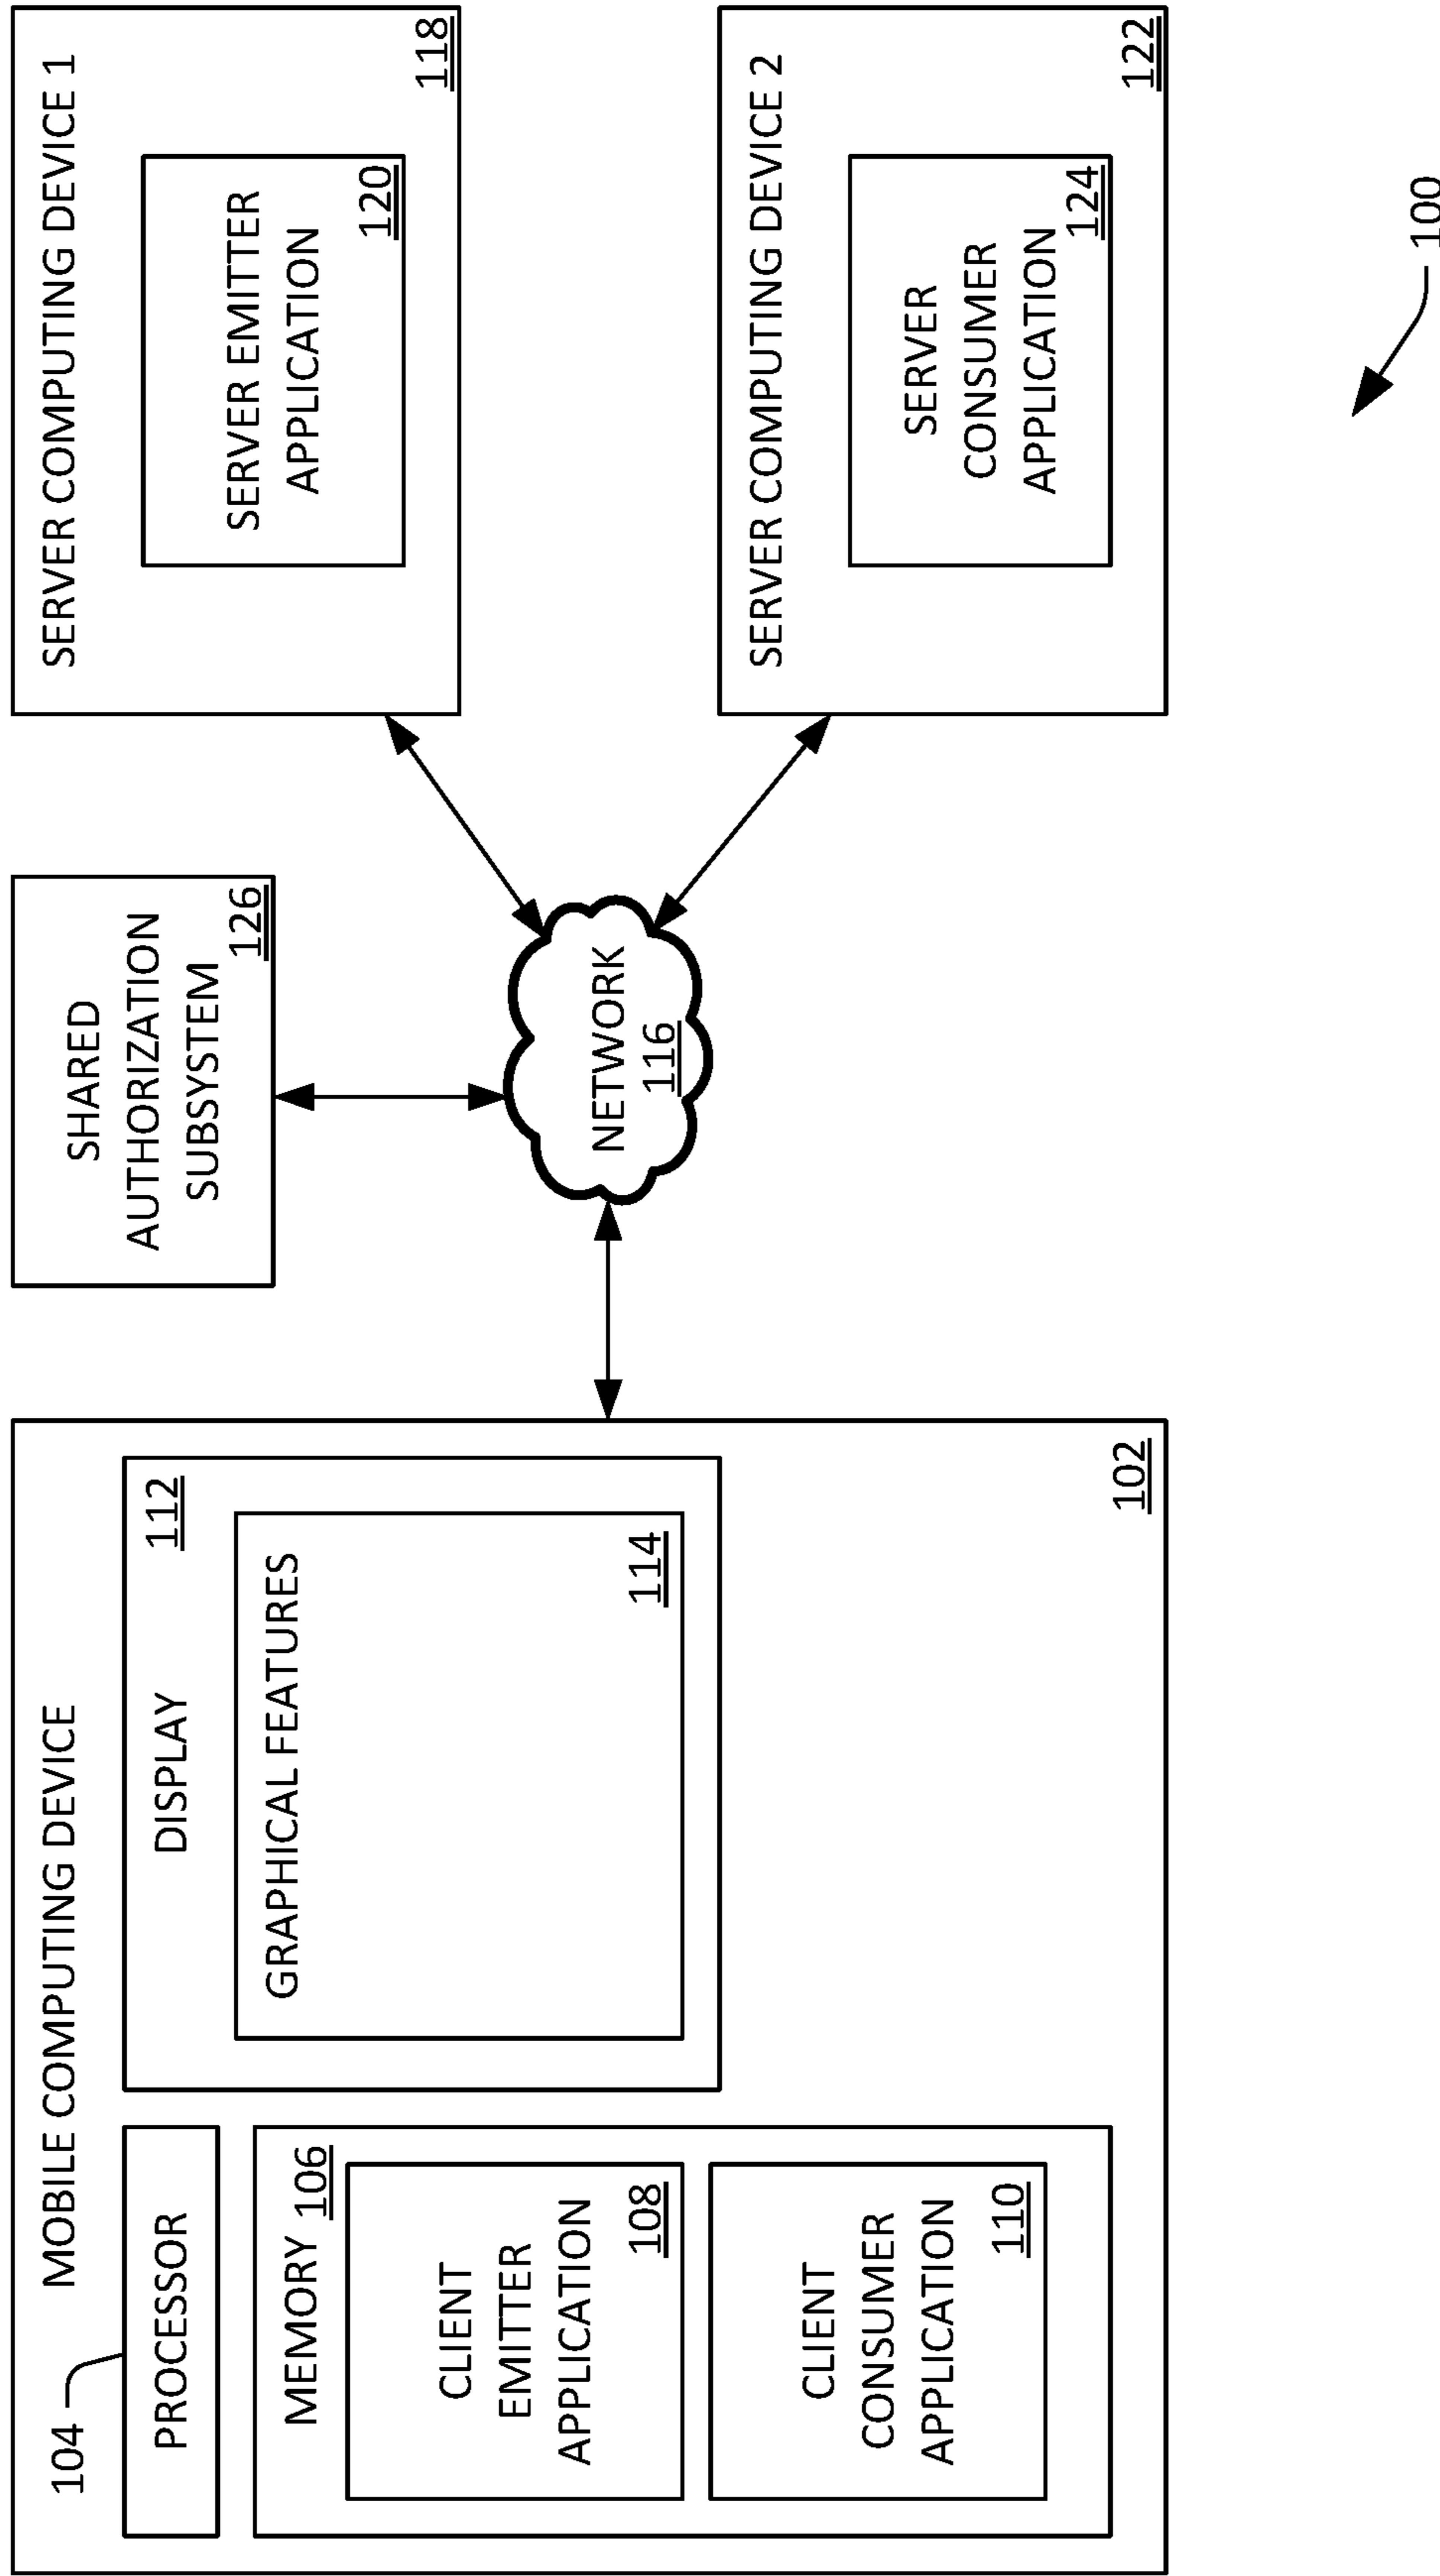 MOBILE COMPUTING DEVICE
104
PROCESSOR
MEMORY 106
CLIENT
EMITTER
APPLICATION
108
CLIENT
CONSUMER
APPLICATION
110
DISPLAY
112
GRAPHICAL FEATURES
114
102
SHARED
AUTHORIZATION
SUBSYSTEM
126
NETWORK
116
SERVER COMPUTING DEVICE 1
SERVER EMITTER
APPLICATION
120
118
SERVER COMPUTING DEVICE 2
SERVER
CONSUMER
APPLICATION
124
122
100